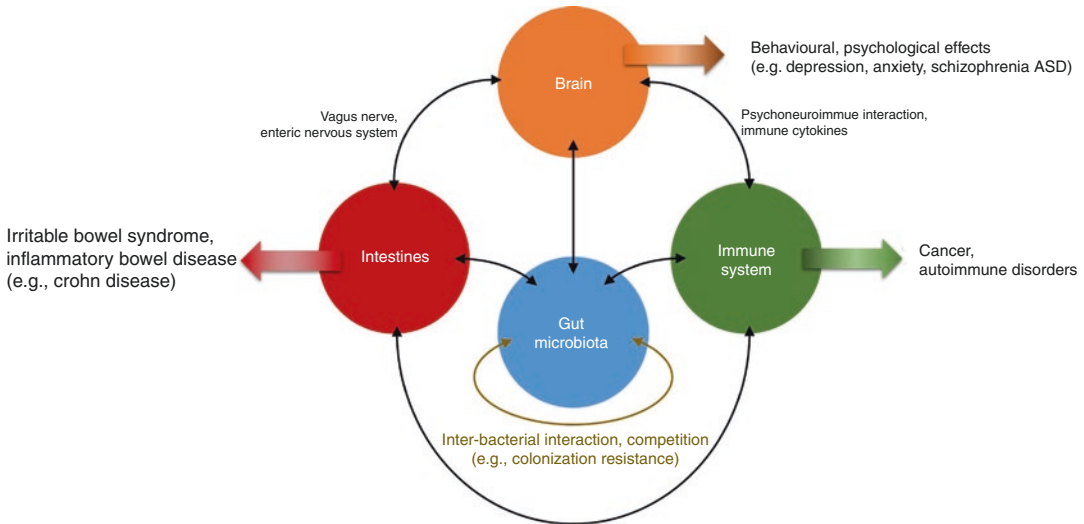 Brain
Behavioural, psychological effects
(e.g. depression, anxiety, schizophrenia ASD)
Vagus nerve,
enteric nervous system
Psychoneuroimmue interaction,
immune cytokines
Irritable bowel syndrome,
inflammatory bowel disease
(e.g., crohn disease)
Intestines
Immune
system
Cancer,
autoimmune disorders
Gut
microbiota
Inter-bacterial interaction, competition
(e.g., colonization resistance)